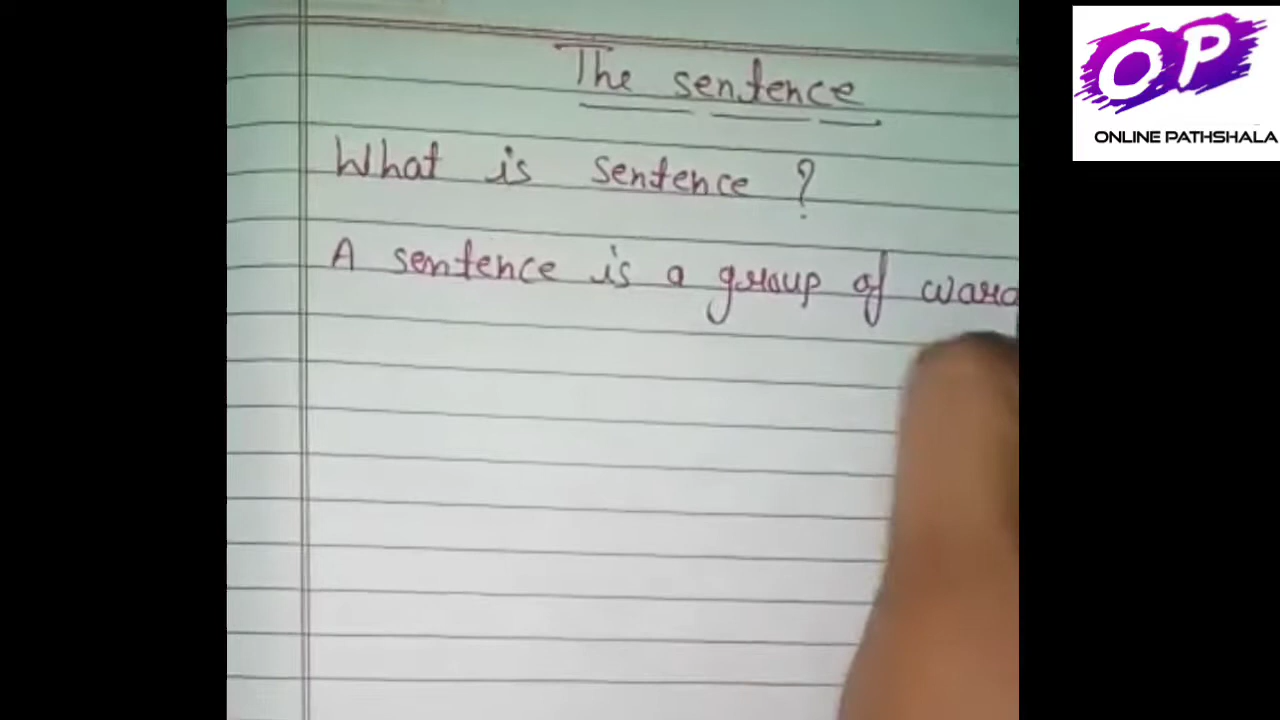 The sentence
What is sentence ?
A sentence is a group of
OP
ONLINE PATHSHALA